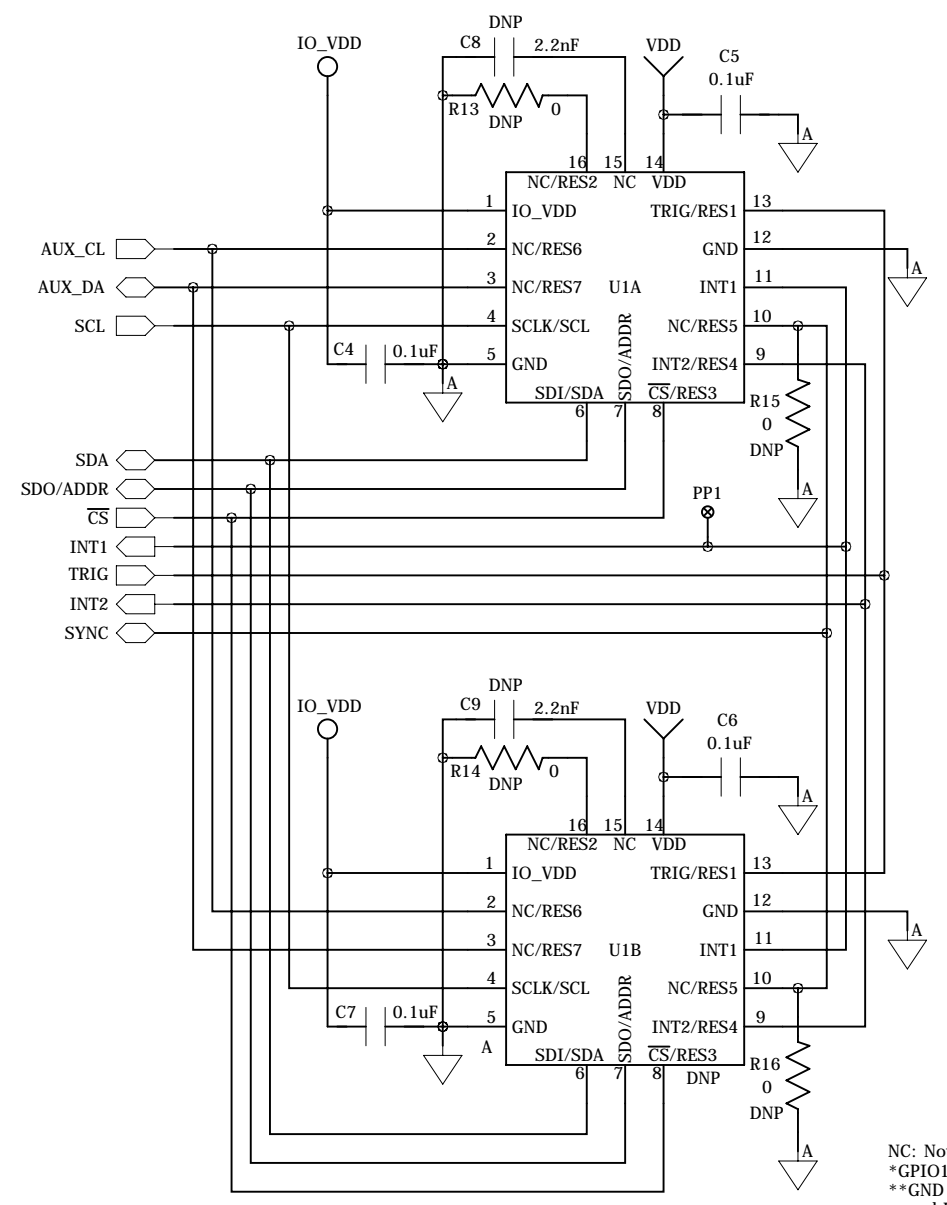 DNP
IO_VDD
C8
2.2nF
VDD
C5
0.1uF
R13
0
DNP
A
16
15
14
NC/RES2
NC
VDD
1
IO_VDD
TRIG/RES1
13
AUX_CL
2
NC/RES6
GND
12
A
AUX_DA
3
NC/RES7
U1A
INT1
11
SCL
4
SCLK/SCL
SDO/ADDR
NC/RES5
10
C4
0.1uF
5
GND
INT2/RES4
9
A
SDI/SDA
CS/RES3
6
7
8
R15
0
DNP
A
SDA
SDO/ADDR
CS
PP1
INT1
TRIG
INT2
SYNC
DNP
IO_VDD
C9
2.2nF
VDD
C6
0.1uF
R14
0
DNP
A
16
15
14
NC/RES2
NC
VDD
1
IO_VDD
TRIG/RES1
13
2
NC/RES6
GND
12
A
3
NC/RES7
U1B
INT1
11
4
SCLK/SCL
SDO/ADDR
NC/RES5
10
C7
0.1uF
5
GND
INT2/RES4
9
A
SDI/SDA
CS/RES3
6
7
8
DNP
R16
0
DNP
A
NC: No
*GPIO1
**GND